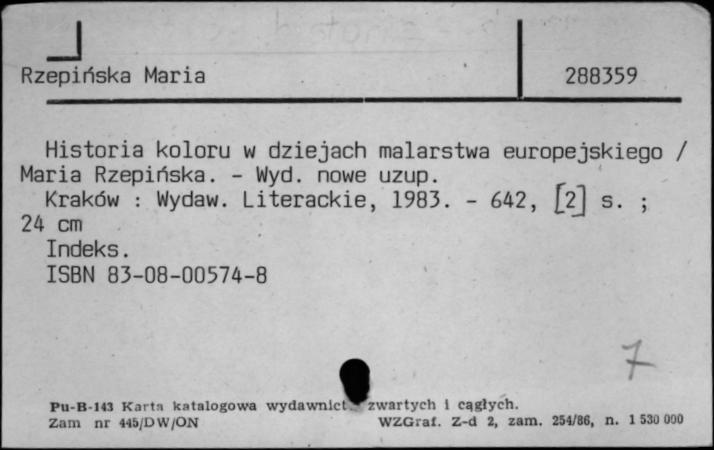 Rzepińska Maria 288359
Historia koloru w dziejach malarstwa europejskiego /
Maria Rzepińska. - Wyd. nowe uzup.
Kraków : Wydaw. Literackie, 1983. - 642, [2] s. ;
24 cm
Indeks.
ISBN 83-08-00574-8
7
Pu-B-143 Karta katalogowa wydawnict zwartych i cągłych.
Zam nr 445/DW/ON WZGraf. Z-d 2, zam. 254/86, n. 1 530 000